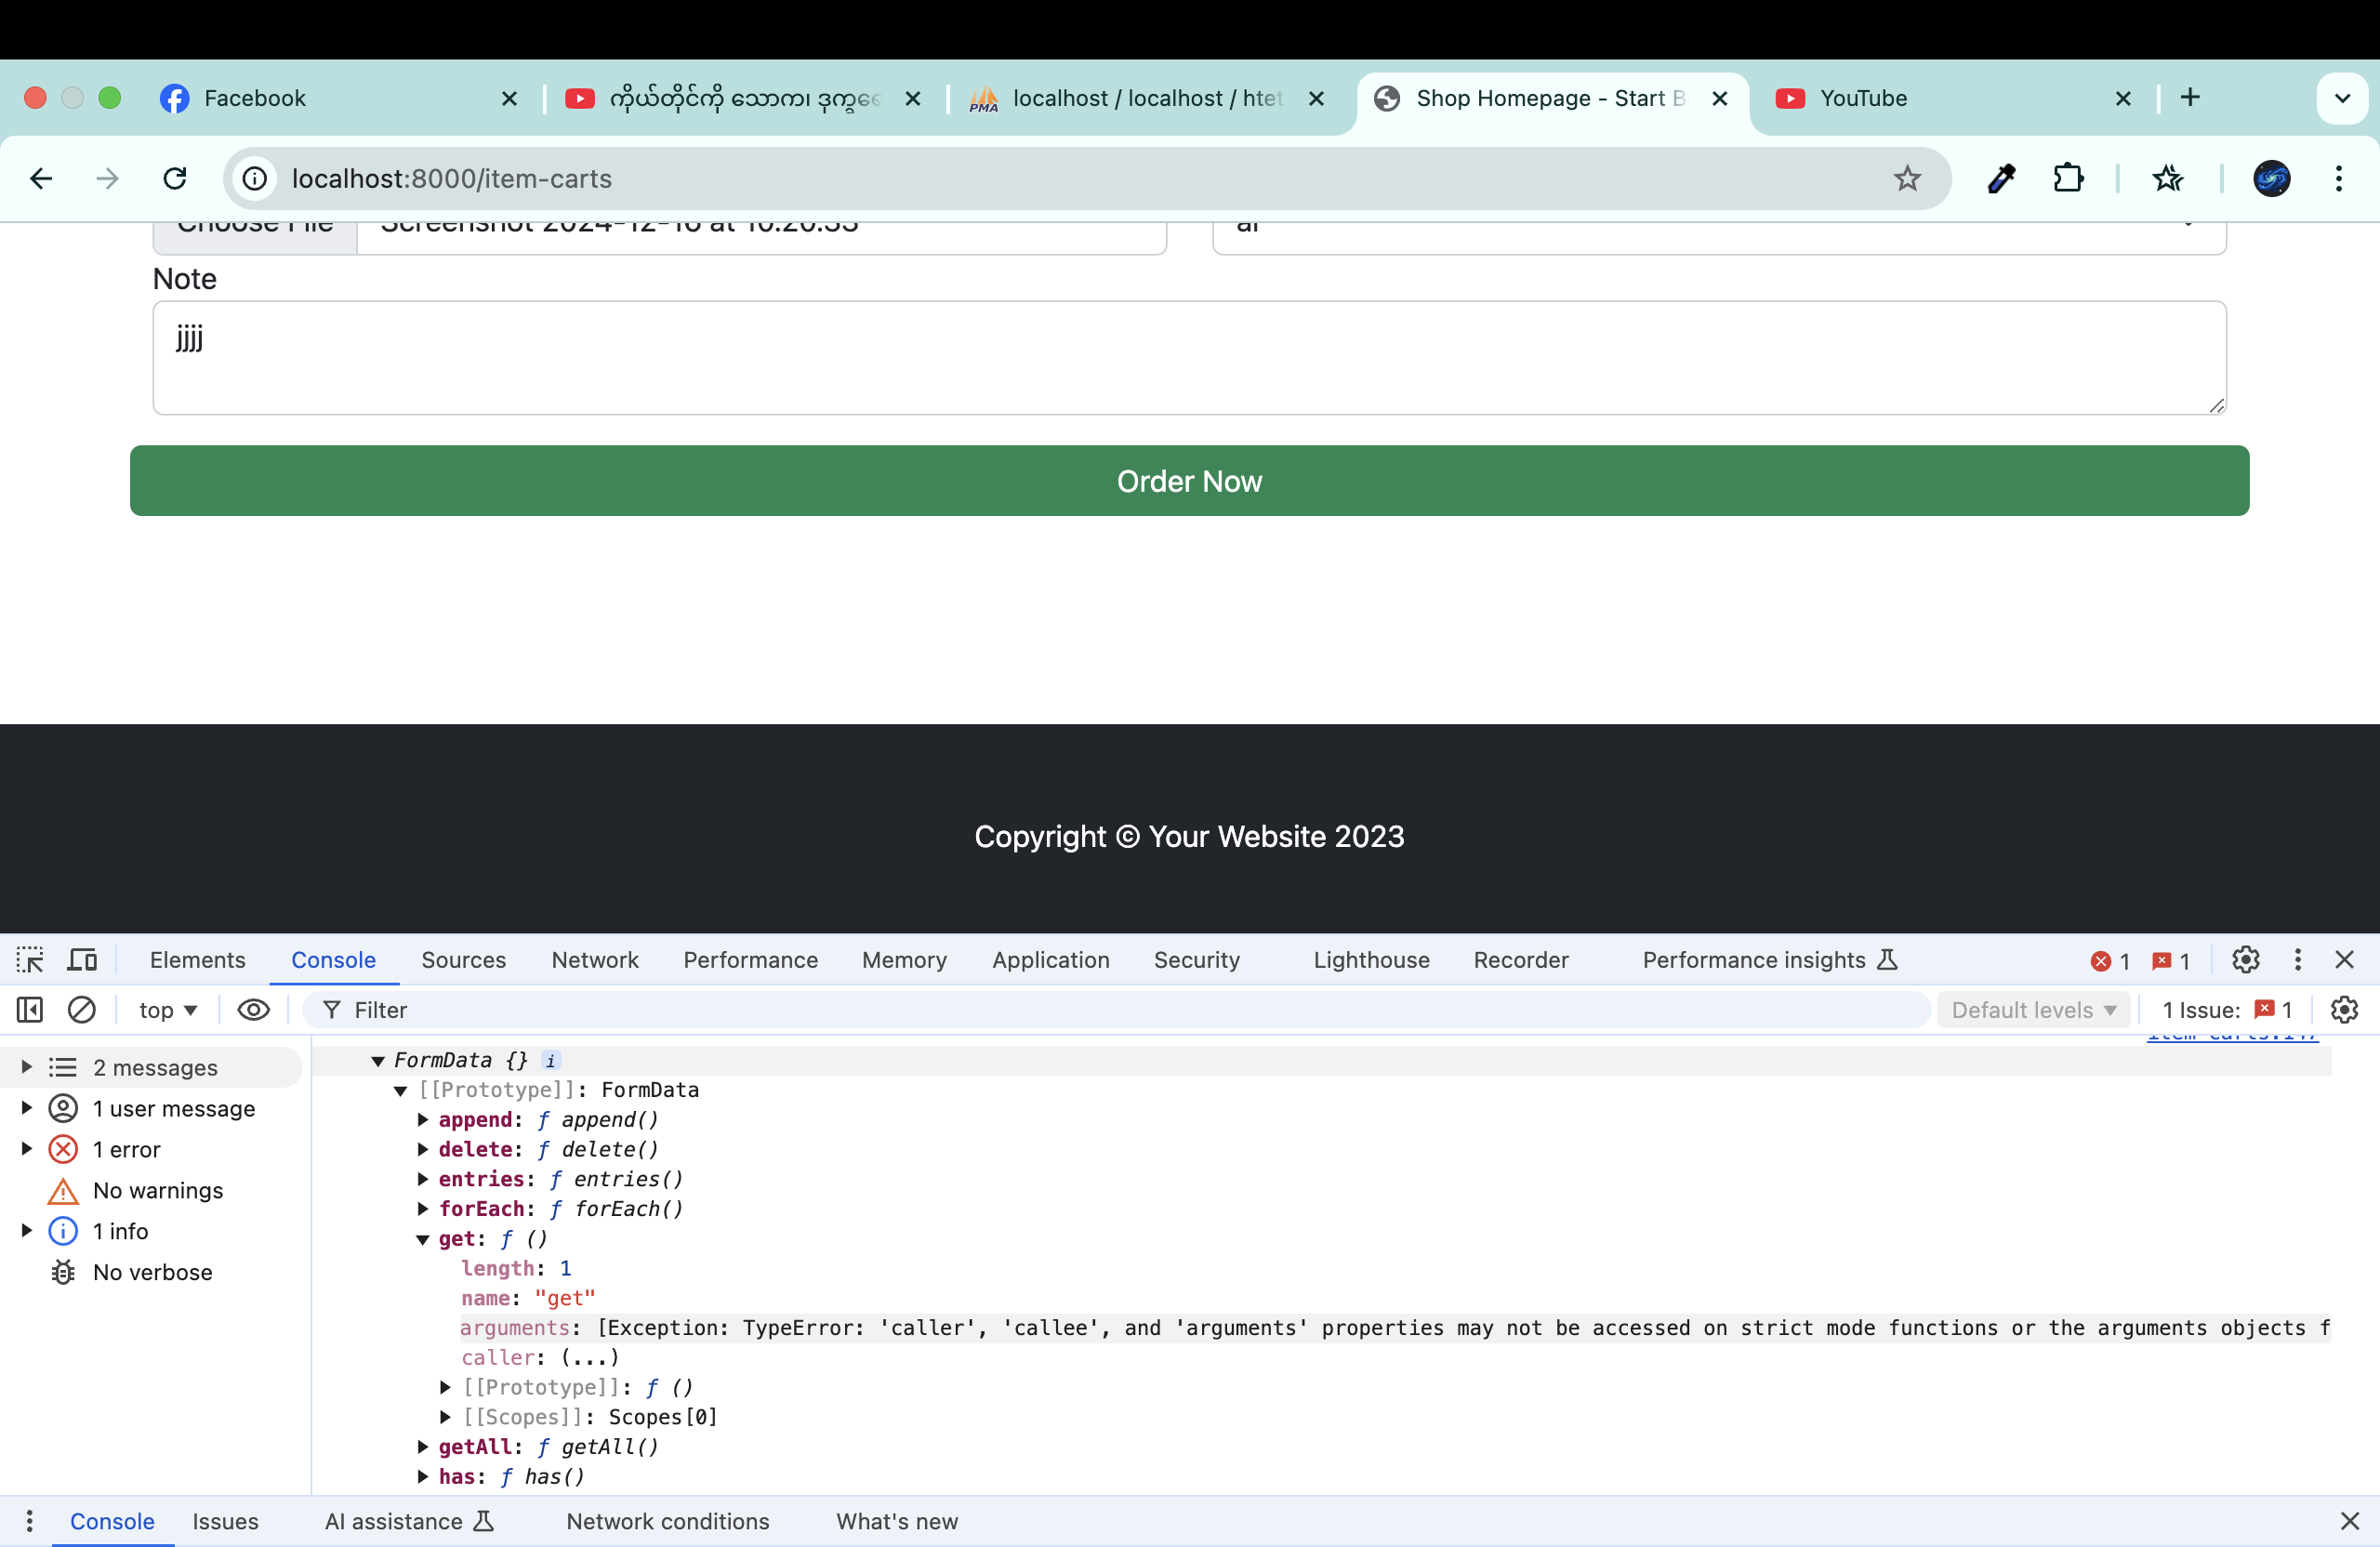 Facebook
ကိုယ်တိုင်ကို သောက၊ ဒုက္ခ
localhost / localhost / htet
Shop Homepage - Start B
YouTube
localhost:8000/item-carts
Choose File
Screenshot 2024-12-16 at 10.20.33
Note
jjjj
Order Now
Copyright © Your Website 2023
Elements
Console
Sources
Network
Performance
Memory
Application
Security
Lighthouse
Recorder
Performance insights
1
1
top
Filter
Default levels
1 Issue:
1
2 messages
1 user message
1 error
No warnings
1 info
No verbose
FormData {} i
[[Prototype]]: FormData
append: ƒ append()
delete: ƒ delete()
entries: ƒ entries()
forEach: ƒ forEach()
get: ƒ ()
length: 1
name: "get"
arguments: [Exception: TypeError: 'caller', 'callee', and 'arguments' properties may not be accessed on strict mode functions or the arguments objects f
caller: (...)
[[Prototype]]: ƒ ()
[[Scopes]]: Scopes[0]
getAll: ƒ getAll()
has: ƒ has()
Console
Issues
AI assistance
Network conditions
What's new